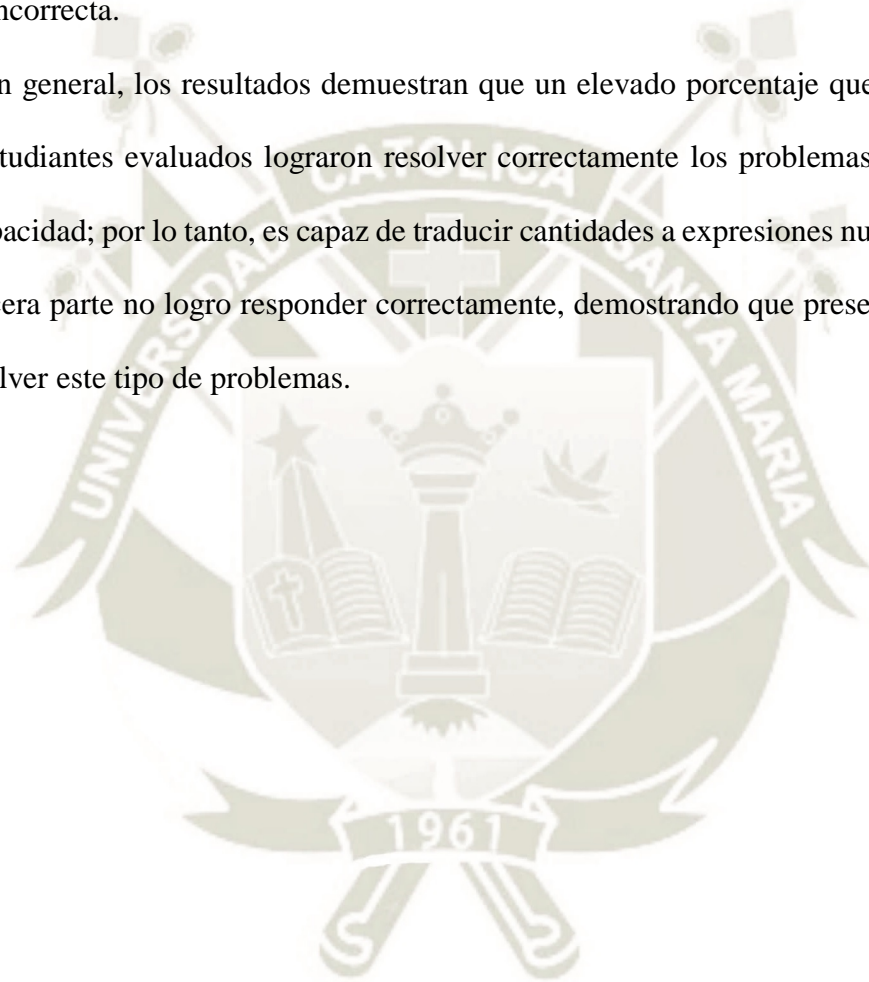 ncorrecta.
n general, los resultados demuestran que un elevado porcentaje que
tudiantes evaluados lograron resolver correctamente los problemas
pacidad; por lo tanto, es capaz de traducir cantidades a expresiones nu
cera parte no logro responder correctamente, demostrando que prese
lver este tipo de problemas.
UNIVERSIDAD CATOLICA SANTA MARIA
1961